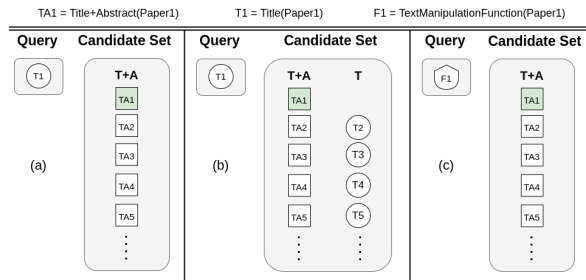 TA1 = Title+Abstract(Paper1) T1 = Title(Paper1) F1 = TextManipulationFunction(Paper1)
Query Candidate Set Query Candidate Set Query Candidate Set
T1 T+A T1 T+A T F1 T+A
TA1 TA1 TA1
TA2 TA2 T2 TA2
(a) TA3 (b) TA3 T3 (c) TA3
TA4 TA4 T4 TA4
TA5 TA5 T5 TA5